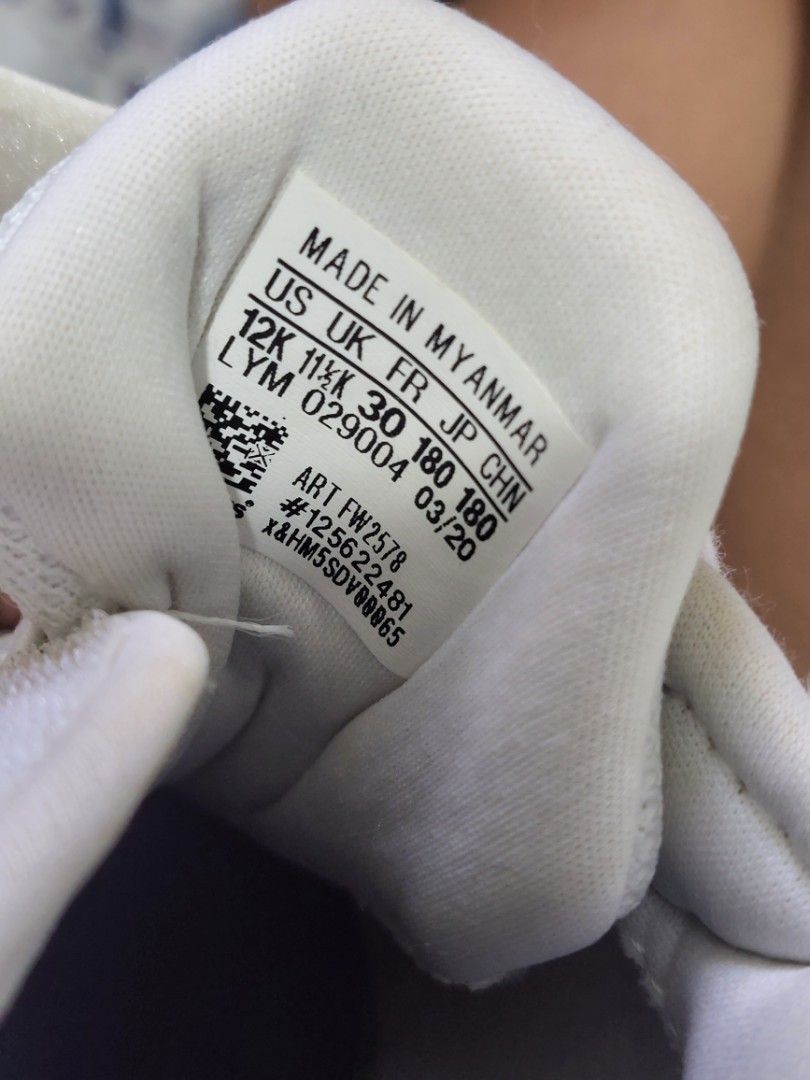 MADE IN MYANMAR
US UK FR JP CHN
12K 11½K 30 180 180
LYM 029004 03/20
ART FW2578
#125622481
x&HM5SDV00065